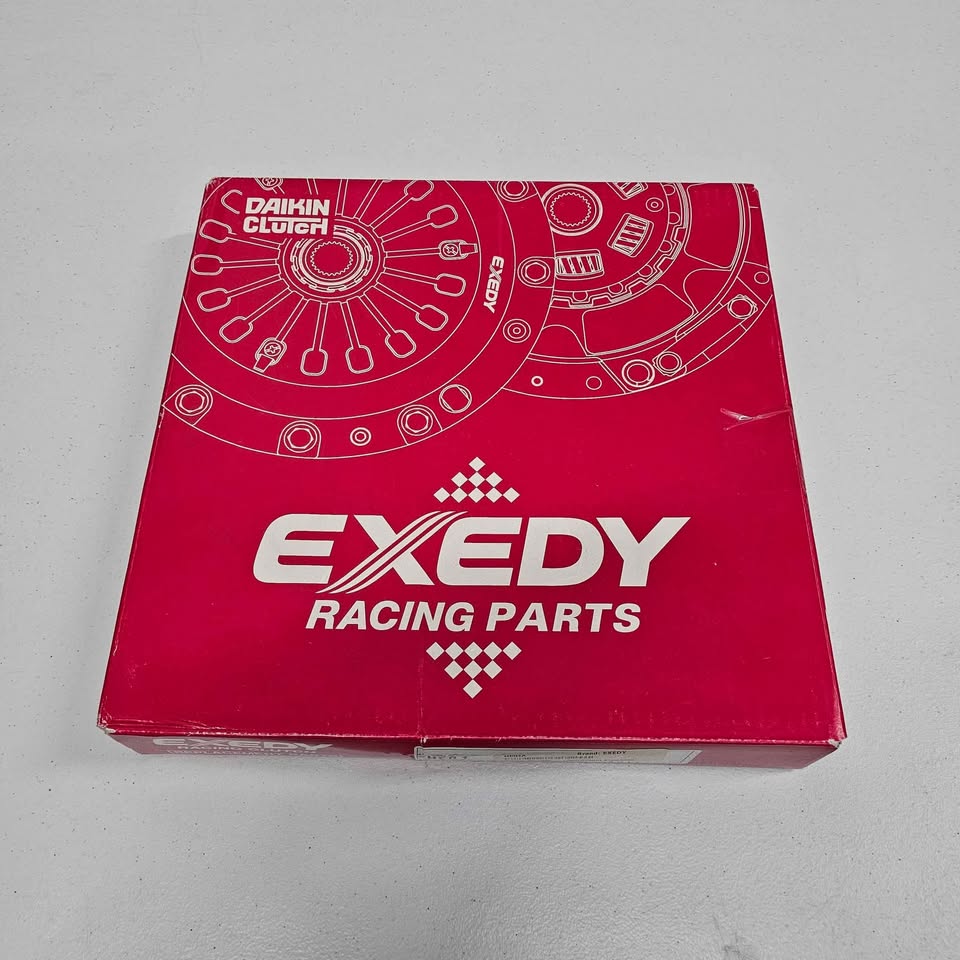 DAIKIN
CLUTCH
EXEDY
EXEDY
RACING PARTS
EXEDY
Brand: EXEDY